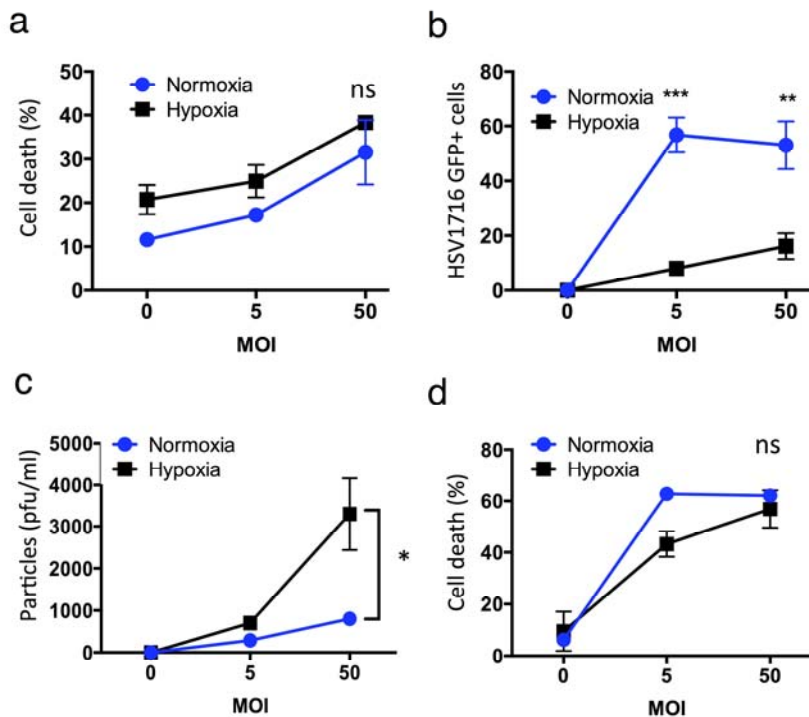 a
Normoxia
Hypoxia
ns
Cell death (%)
50
40
30
20
10
0
0 5 50
MOI
b
Normoxia
Hypoxia
***
**
HSV1716 GFP+ cells
80
60
40
20
0
0 5 50
MOI
c
Normoxia
Hypoxia
*
Particles (pfu/ml)
5000
4000
3000
2000
1000
0
0 5 50
MOI
d
Normoxia
Hypoxia
ns
Cell death (%)
80
60
40
20
0
0 5 50
MOI